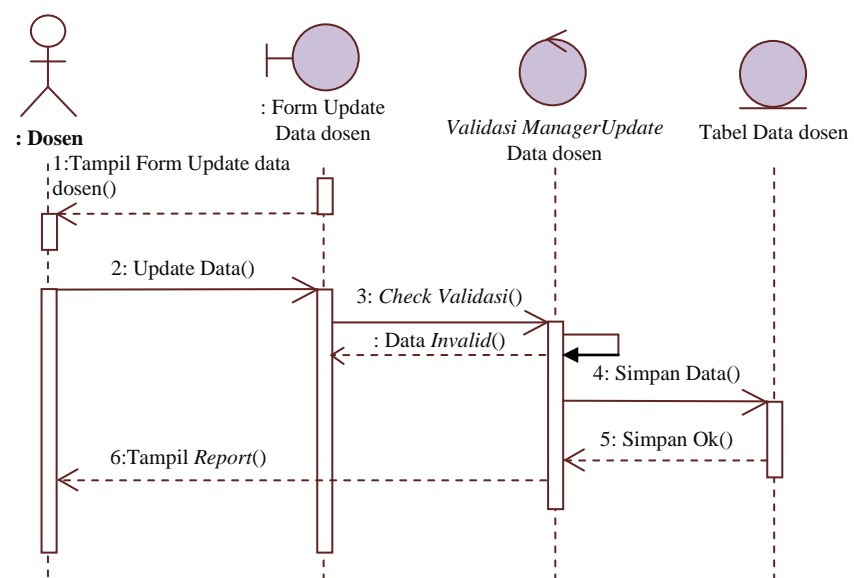 : Dosen
: Form Update
Data dosen
Validasi ManagerUpdate
Data dosen
Tabel Data dosen
1:Tampil Form Update data
dosen()
2: Update Data()
3: Check Validasi()
: Data Invalid()
4: Simpan Data()
5: Simpan Ok()
6:Tampil Report()